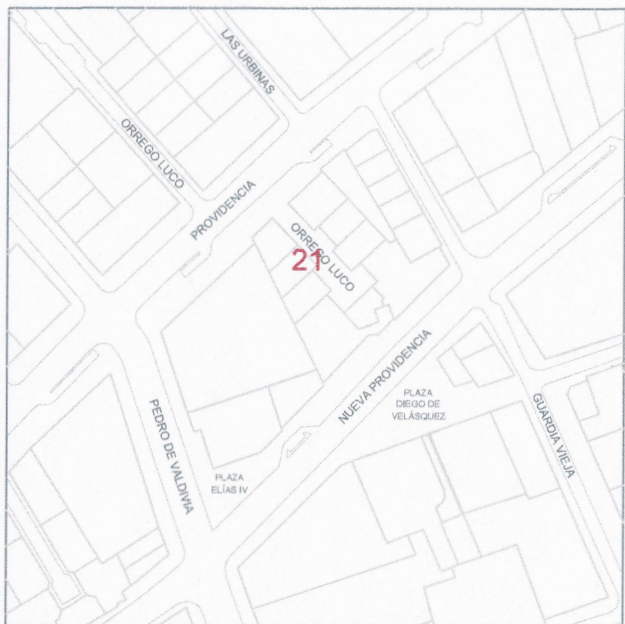 LAS URBINAS
ORREGO LUCO
PROVIDENCIA
ORREGO LUCO
21
NUEVA PROVIDENCIA
PLAZA
DIEGO DE
VELÁSQUEZ
PEDRO DE VALDIVIA
GUARDIA VIEJA
PLAZA
ELÍAS IV